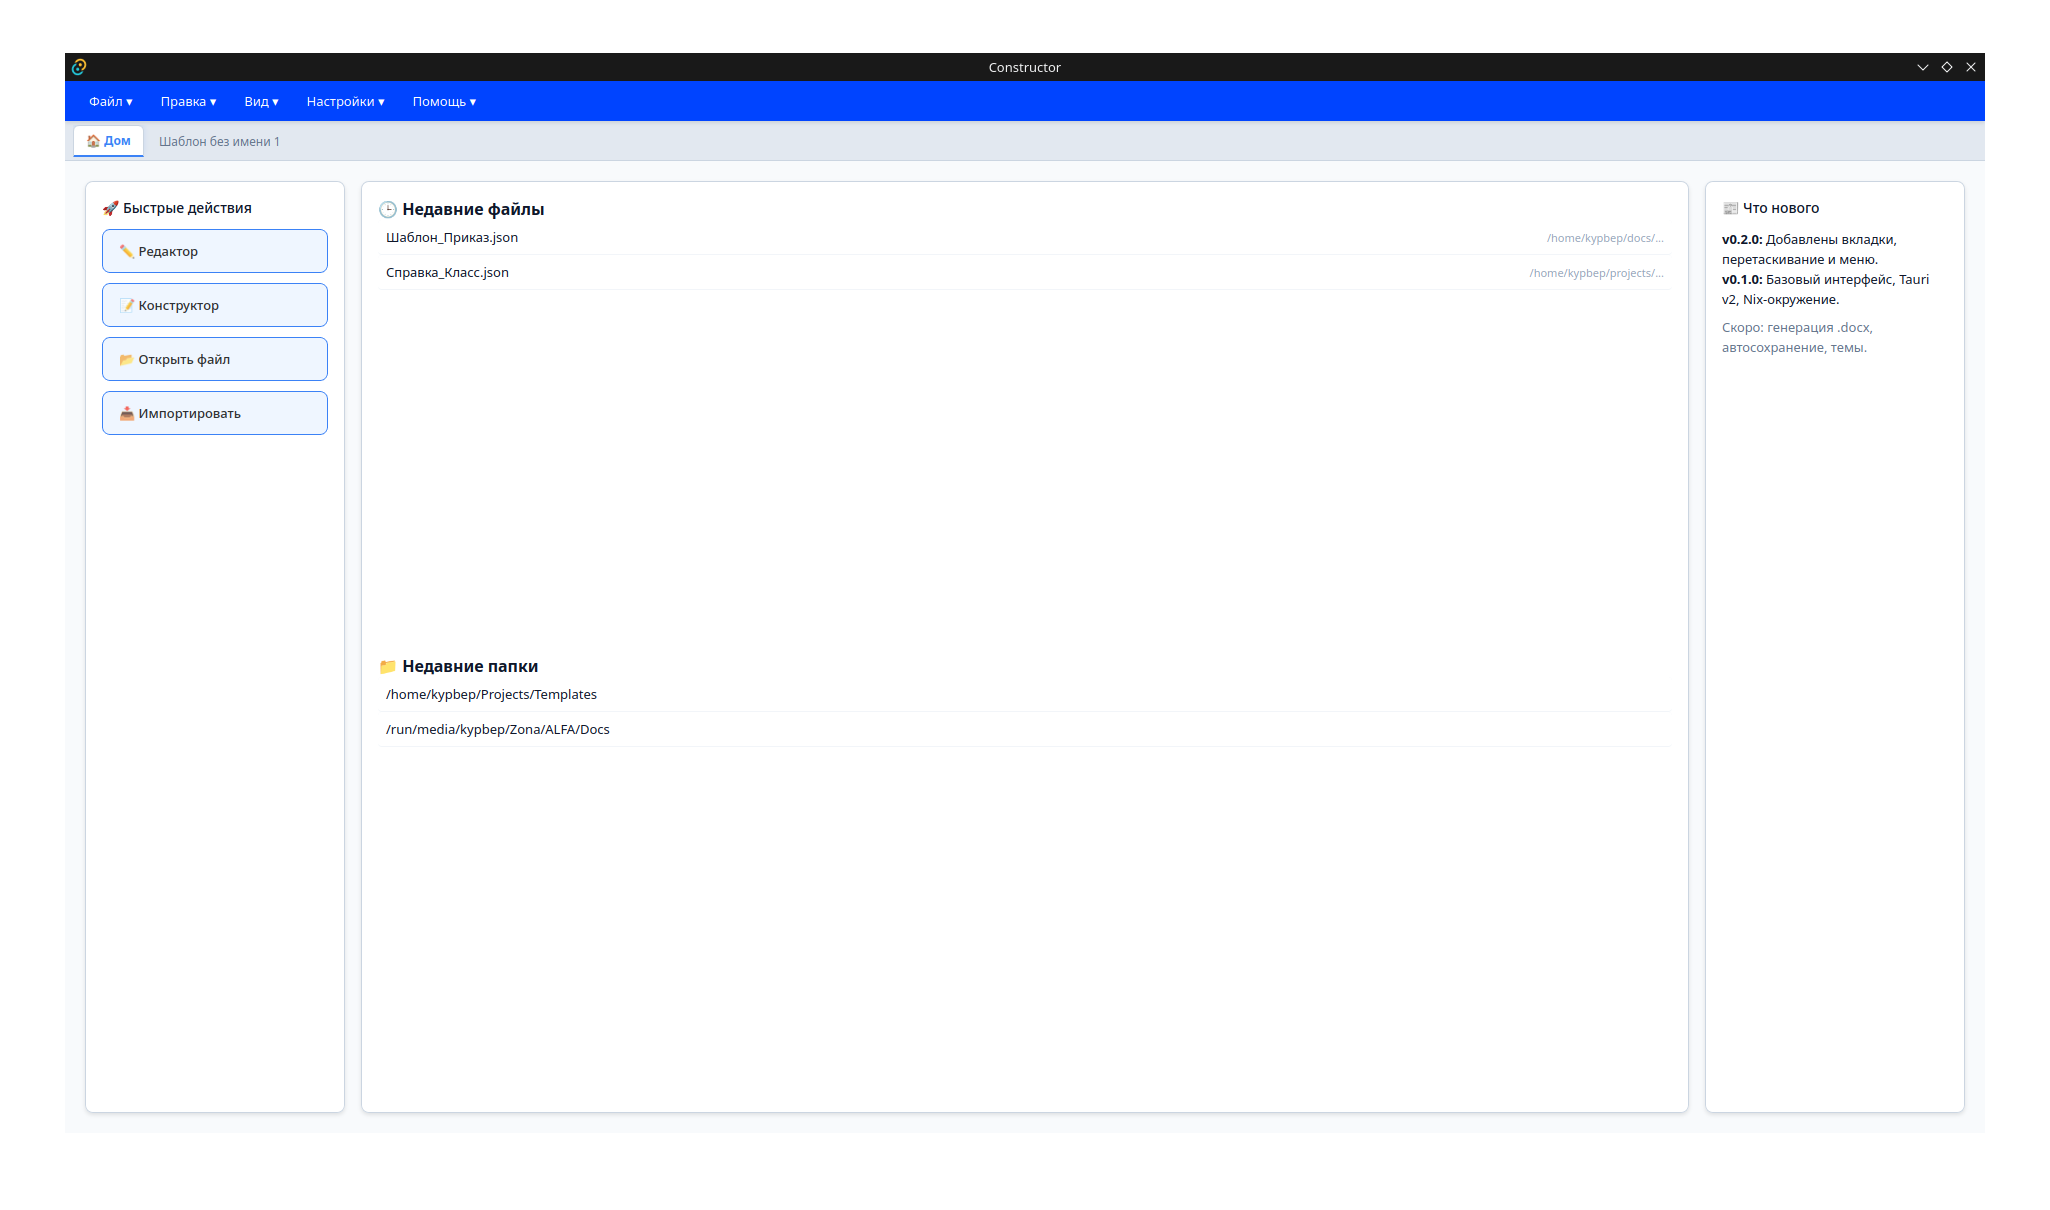 Constructor
Файл ▾ Правка ▾ Вид ▾ Настройки ▾ Помощь ▾
🏠 Дом Шаблон без имени 1
🚀 Быстрые действия
✏️ Редактор
📝 Конструктор
📂 Открыть файл
📤 Импортировать
🕒 Недавние файлы
Шаблон_Приказ.json /home/kypbep/docs/...
Справка_Класс.json /home/kypbep/projects/...
📁 Недавние папки
/home/kypbep/Projects/Templates
/run/media/kypbep/Zona/ALFA/Docs
📰 Что нового
v0.2.0: Добавлены вкладки,
перетаскивание и меню.
v0.1.0: Базовый интерфейс, Tauri
v2, Nix-окружение.
Скоро: генерация .docx,
автосохранение, темы.